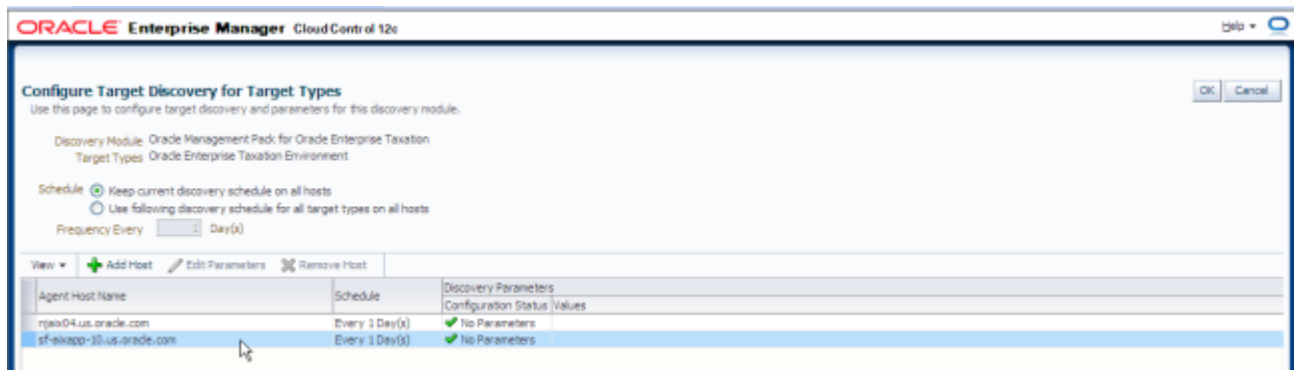 ORACLE Enterprise Manager Cloud Control 12c
Help
Configure Target Discovery for Target Types
OK Cancel
Use this page to configure target discovery and parameters for this discovery module.
Discovery Module Oracle Management Pack for Oracle Enterprise Taxation
Target Types Oracle Enterprise Taxation Environment
Schedule Keep current discovery schedule on all hosts
Use following discovery schedule for all target types on all hosts
Frequency Every 1 Day(s)
View Add Host Edit Parameters Remove Host
Agent Host Name Schedule Discovery Parameters
Configuration Status Values
njaix04.us.oracle.com Every 1 Day(s) No Parameters
sf-aixapp-10.us.oracle.com Every 1 Day(s) No Parameters